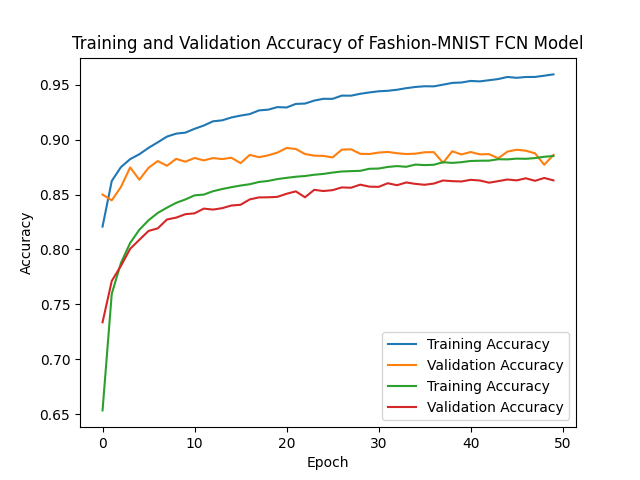 Training and Validation Accuracy of Fashion-MNIST FCN Model
Accuracy
0.95
0.90
0.85
0.80
0.75
0.70
0.65
Training Accuracy
Validation Accuracy
Training Accuracy
Validation Accuracy
0 10 20 30 40 50
Epoch